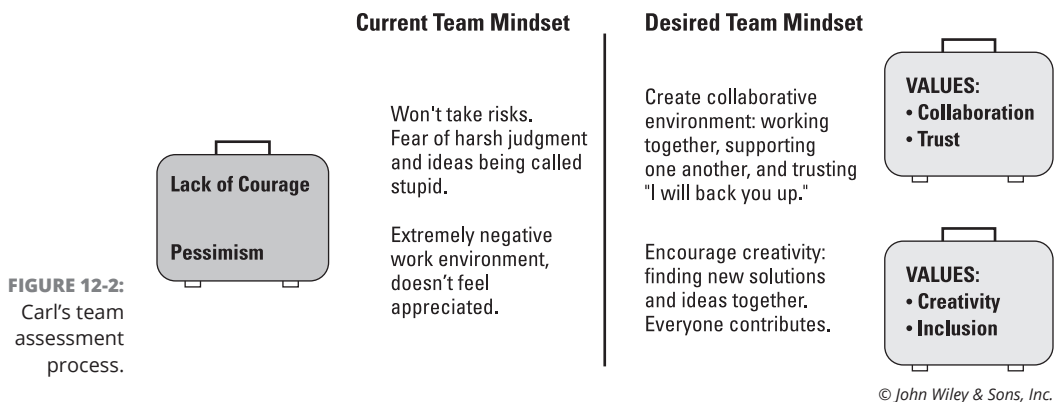 Current Team Mindset
Desired Team Mindset
Lack of Courage
Pessimism
Won't take risks.
Fear of harsh judgment
and ideas being called
stupid.
Extremely negative
work environment,
doesn’t feel
appreciated.
Create collaborative
environment: working
together, supporting
one another, and trusting
"I will back you up."
Encourage creativity:
finding new solutions
and ideas together.
Everyone contributes.
VALUES:
• Collaboration
• Trust
VALUES:
• Creativity
• Inclusion
FIGURE 12-2:
Carl’s team
assessment
process.
© John Wiley & Sons, Inc.